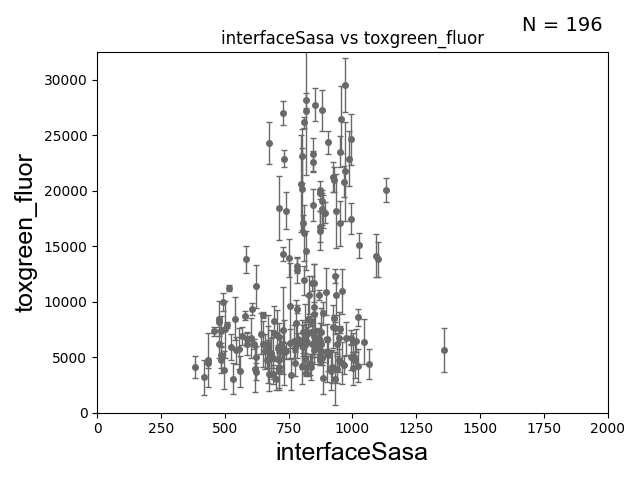 N = 196
interfaceSasa vs toxgreen_fluor
toxgreen_fluor
30000
25000
20000
15000
10000
5000
0
0 250 500 750 1000 1250 1500 1750 2000
interfaceSasa